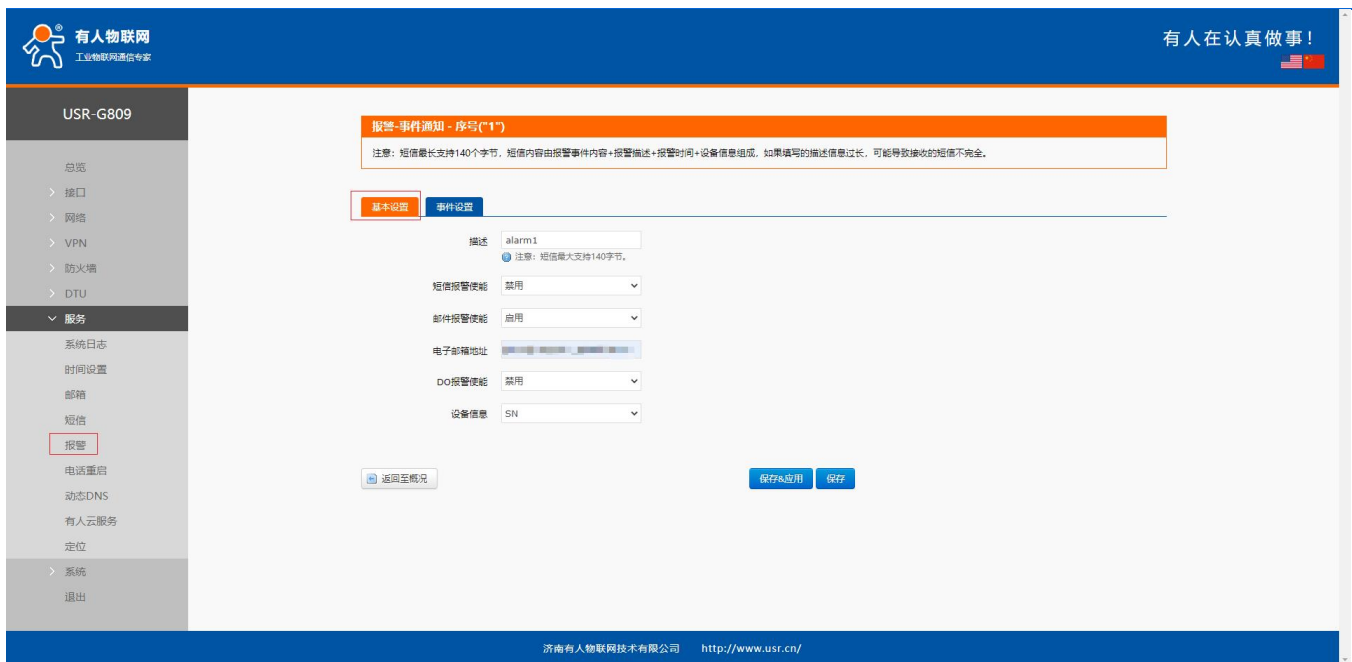 有人物联网
工业物联网通信专家
有人在认真做事！
USR-G809
总览
接口
网络
VPN
防火墙
DTU
服务
系统日志
时间设置
邮箱
短信
报警
电话重启
动态DNS
有人云服务
定位
系统
退出
报警-事件通知 - 序号("1")
注意：短信最长支持140个字节，短信内容由报警事件内容+报警描述+报警时间+设备信息组成，如果填写的描述信息过长，可能导致接收的短信不完全。
基本设置 事件设置
描述 alarm1
注意：短信最大支持140字节。
短信报警使能 禁用
邮件报警使能 启用
电子邮箱地址
DO报警使能 禁用
设备信息 SN
返回至概况 保存&应用 保存
济南有人物联网技术有限公司 http://www.usr.cn/